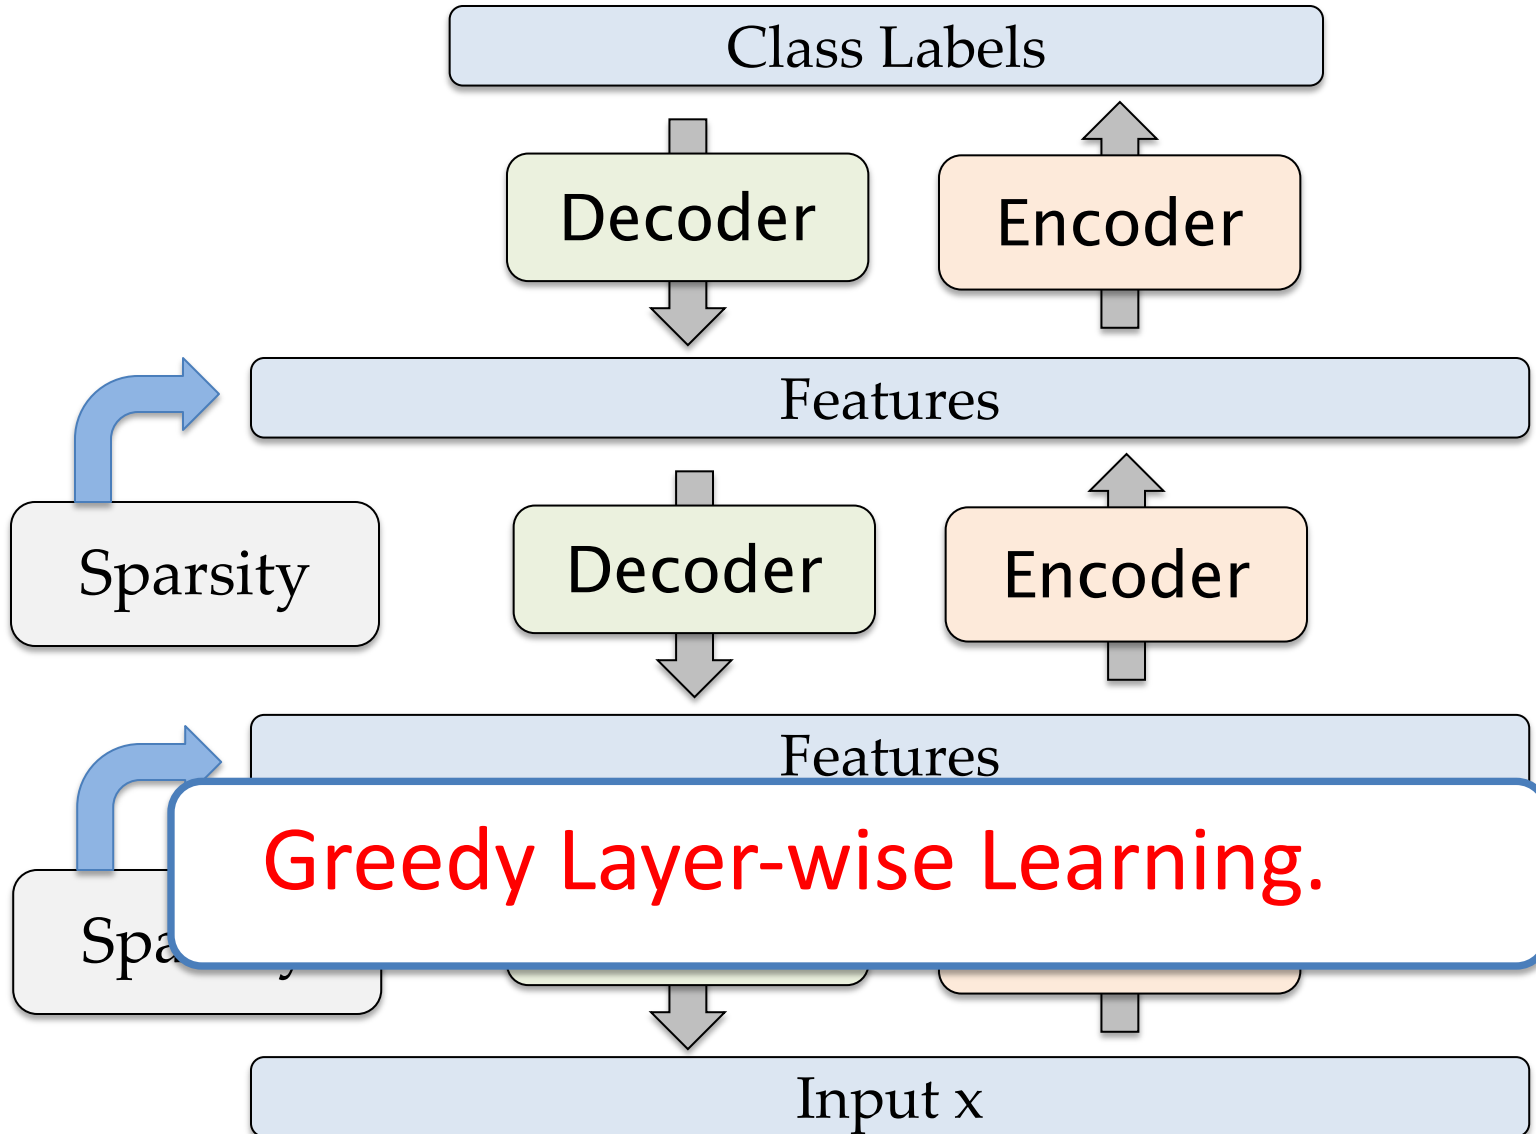 Class Labels
Decoder
Encoder
Features
Decoder
Encoder
Sparsity
Features
Greedy Layer-wise Learning.
Input x